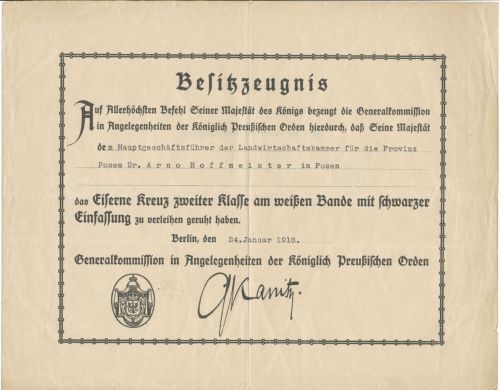 Besitzzeugnis
Auf Allerhöchsten Befehl Seiner Majestät des Königs bezeugt die Generalkommission
in Angelegenheiten der Königlich Preußischen Orden hierdurch, daß Seine Majestät
dem Hauptgeschäftsführer der Landwirtschaftskammer für die Provinz
Posen Dr. Arno Hoffmeister in Posen
das Eiserne Kreuz zweiter Klasse am weißen Bande mit schwarzer
Einfassung zu verleihen geruht haben.
Berlin, den 24. Januar 1918.
Generalkommission in Angelegenheiten der Königlich Preußischen Orden